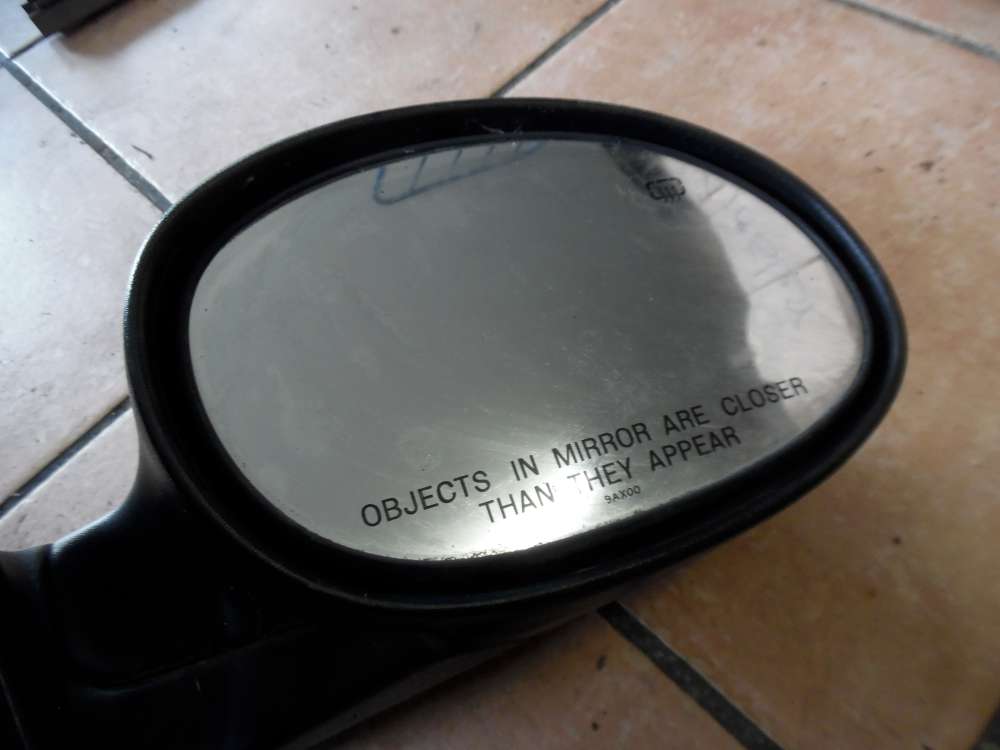 OBJECTS IN MIRROR ARE CLOSER
THAN THEY APPEAR
9AX00